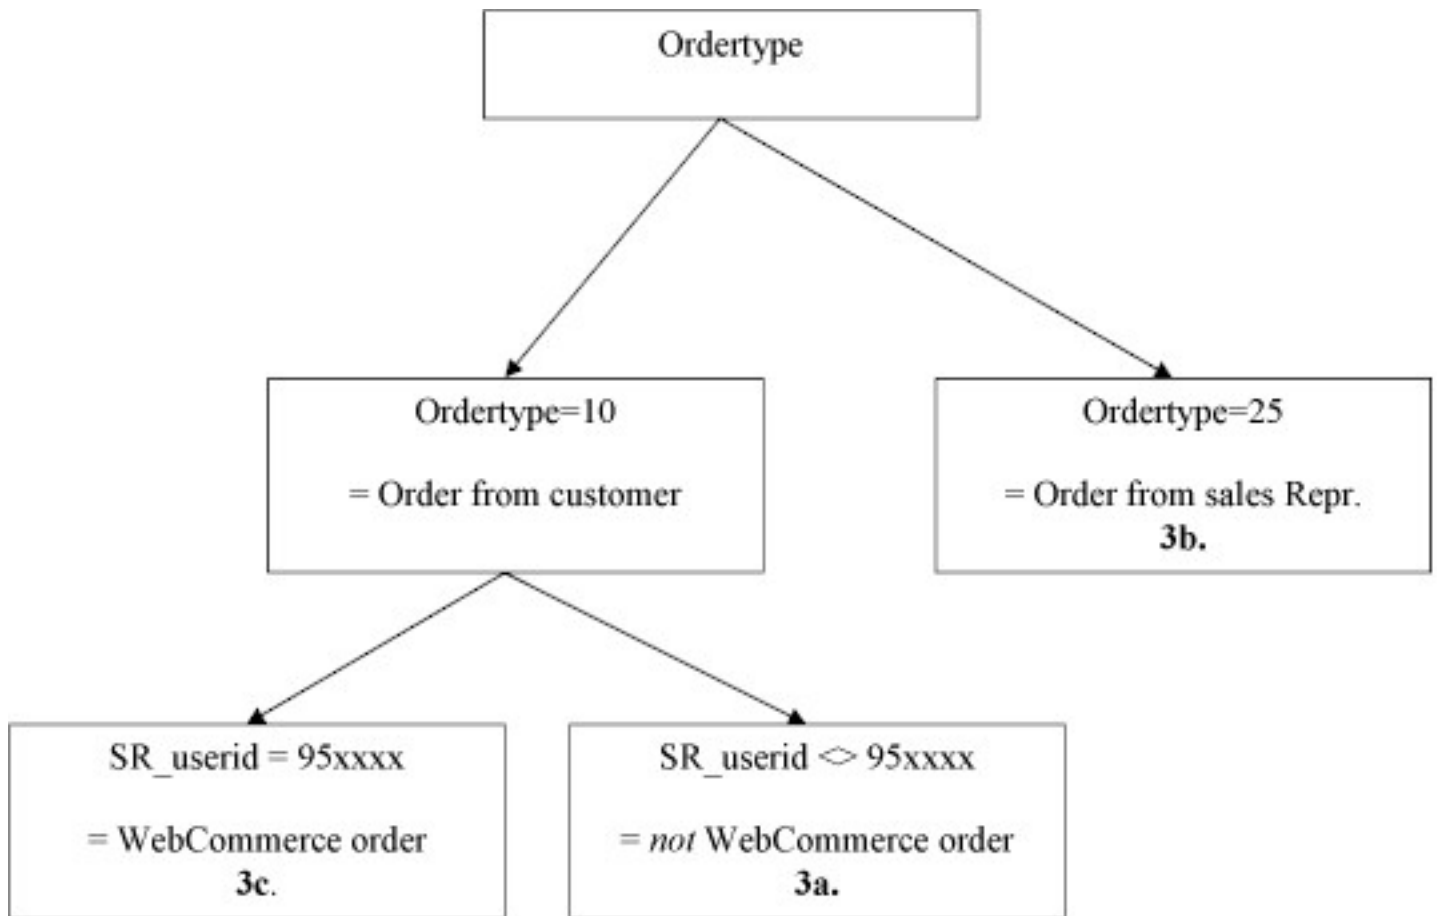 Ordertype
Ordertype=10
= Order from customer
Ordertype=25
= Order from sales Repr.
3b.
SR_userid = 95xxxx
= WebCommerce order
3c.
SR_userid <> 95xxxx
= not WebCommerce order
3a.